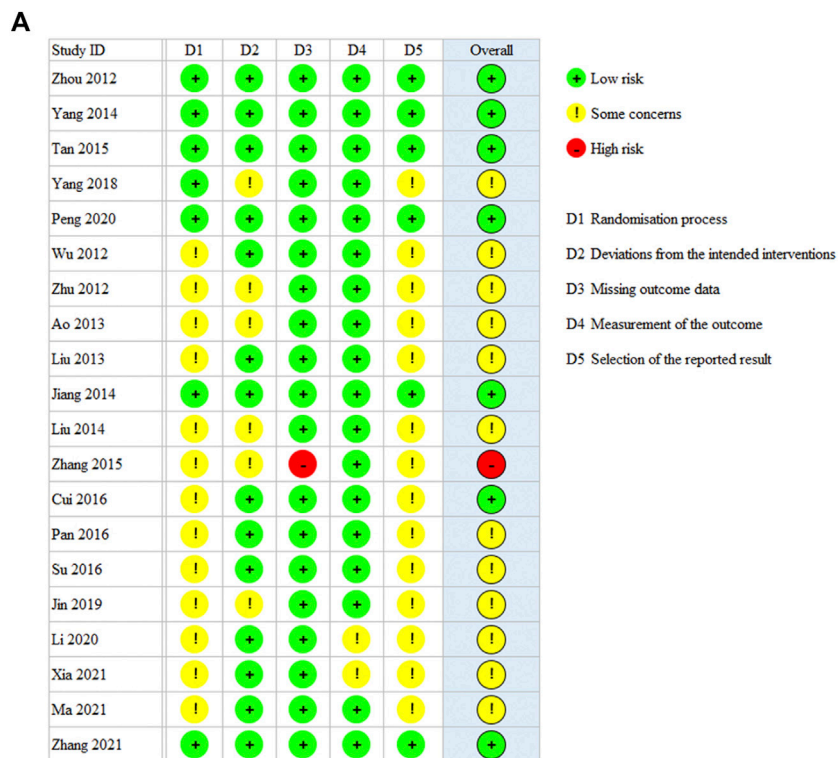 A
Study ID D1 D2 D3 D4 D5 Overall
Zhou 2012 + + + + + +
Yang 2014 + + + + + +
Tan 2015 + + + + + +
Yang 2018 + ! + + ! !
Peng 2020 + + + + + +
Wu 2012 ! + + + ! !
Zhu 2012 ! ! + + ! !
Ao 2013 ! ! + + ! !
Liu 2013 ! + + + ! !
Jiang 2014 + + + + + +
Liu 2014 ! ! + + ! !
Zhang 2015 ! ! - + ! -
Cui 2016 ! + + + ! +
Pan 2016 ! + + + ! !
Su 2016 ! + + + ! !
Jin 2019 ! ! + + ! !
Li 2020 ! + + ! ! !
Xia 2021 ! + + ! ! !
Ma 2021 ! + + + ! !
Zhang 2021 + + + + + +
+ Low risk
! Some concerns
- High risk
D1 Randomisation process
D2 Deviations from the intended interventions
D3 Missing outcome data
D4 Measurement of the outcome
D5 Selection of the reported result